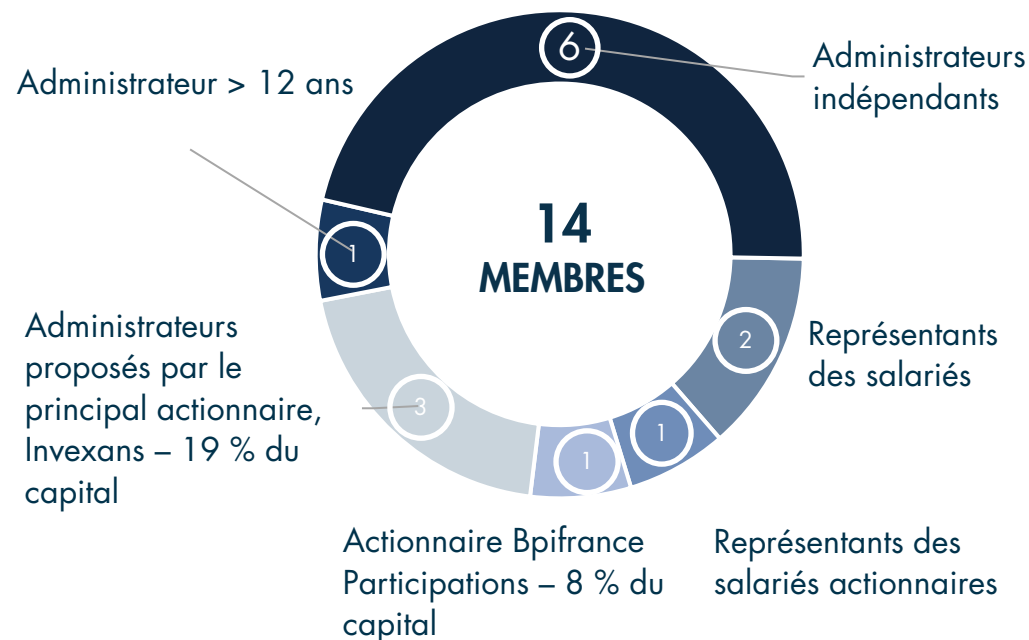 6
Administrateurs
indépendants
Administrateur > 12 ans
1
14
MEMBRES
2
Représentants
des salariés
Administrateurs
proposés par le
principal actionnaire,
Invexans – 19 % du
capital
3
1
1
Actionnaire Bpifrance
Participations – 8 % du
capital
Représentants des
salariés actionnaires